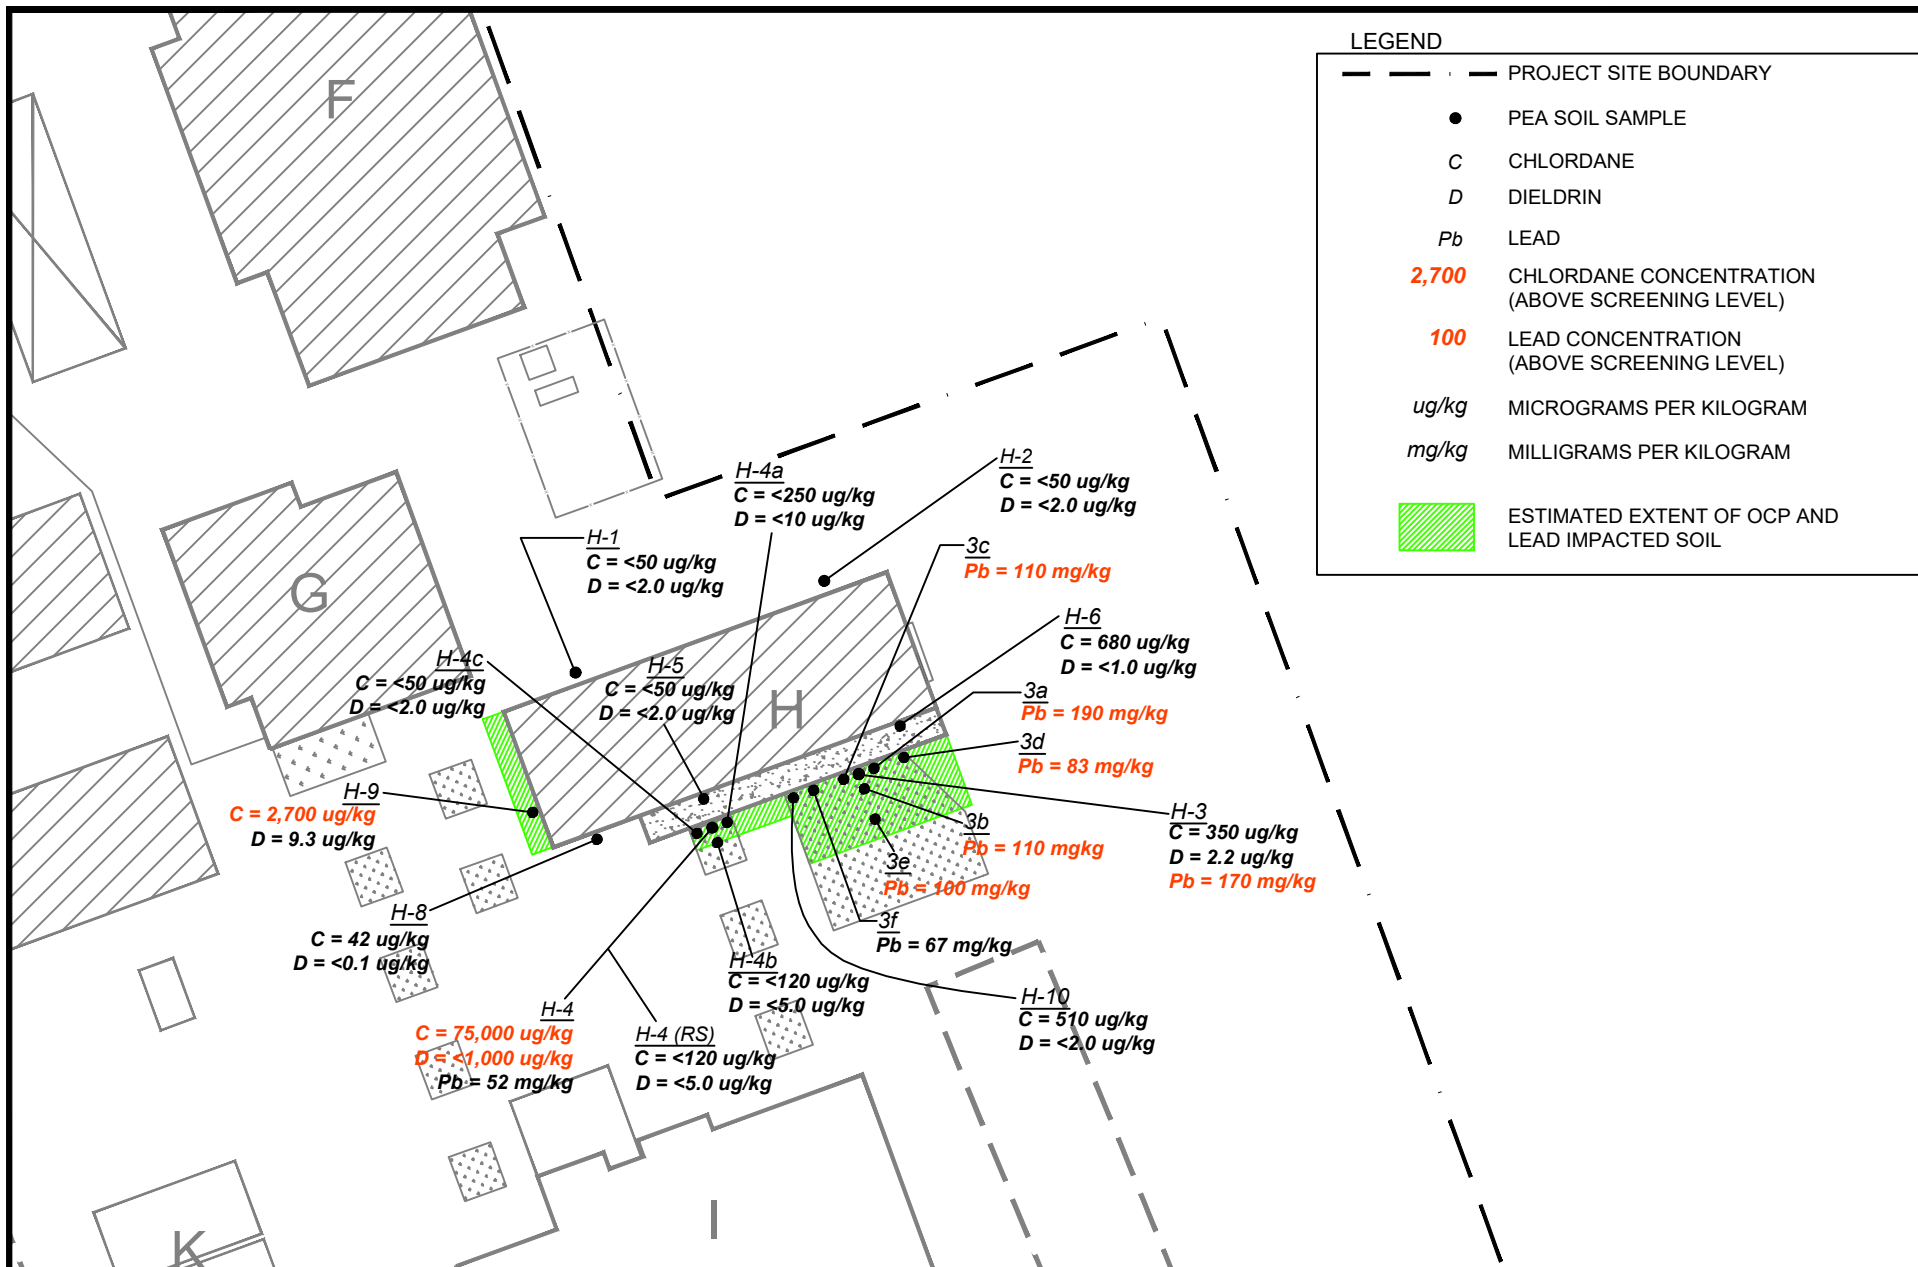 LEGEND
PROJECT SITE BOUNDARY
PEA SOIL SAMPLE
C CHLORDANE
D DIELDRIN
Pb LEAD
2,700 CHLORDANE CONCENTRATION
(ABOVE SCREENING LEVEL)
100 LEAD CONCENTRATION
(ABOVE SCREENING LEVEL)
ug/kg MICROGRAMS PER KILOGRAM
mg/kg MILLIGRAMS PER KILOGRAM
ESTIMATED EXTENT OF OCP AND
LEAD IMPACTED SOIL
F
G
H
I
K
H-4a
C = <250 ug/kg
D = <10 ug/kg
H-2
C = <50 ug/kg
D = <2.0 ug/kg
H-1
C = <50 ug/kg
D = <2.0 ug/kg
3c
Pb = 110 mg/kg
H-6
C = 680 ug/kg
D = <1.0 ug/kg
H-4c
C = <50 ug/kg
D = <2.0 ug/kg
H-5
C = <50 ug/kg
D = <2.0 ug/kg
3a
Pb = 190 mg/kg
3d
Pb = 83 mg/kg
H-9
C = 2,700 ug/kg
D = 9.3 ug/kg
H-3
C = 350 ug/kg
D = 2.2 ug/kg
Pb = 170 mg/kg
3b
Pb = 110 mgkg
3e
Pb = 100 mg/kg
H-8
C = 42 ug/kg
D = <0.1 ug/kg
3f
Pb = 67 mg/kg
H-4b
C = <120 ug/kg
D = <5.0 ug/kg
H-10
C = 510 ug/kg
D = <2.0 ug/kg
H-4
C = 75,000 ug/kg
D = <1,000 ug/kg
Pb = 52 mg/kg
H-4 (RS)
C = <120 ug/kg
D = <5.0 ug/kg